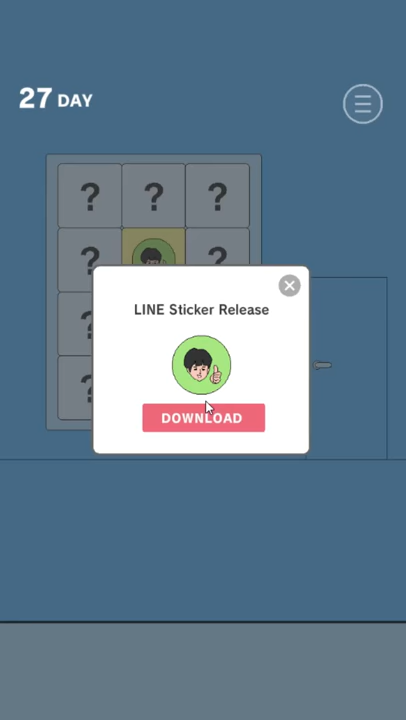 27 DAY
? ? ?
? ?
?
?
LINE Sticker Release
DOWNLOAD